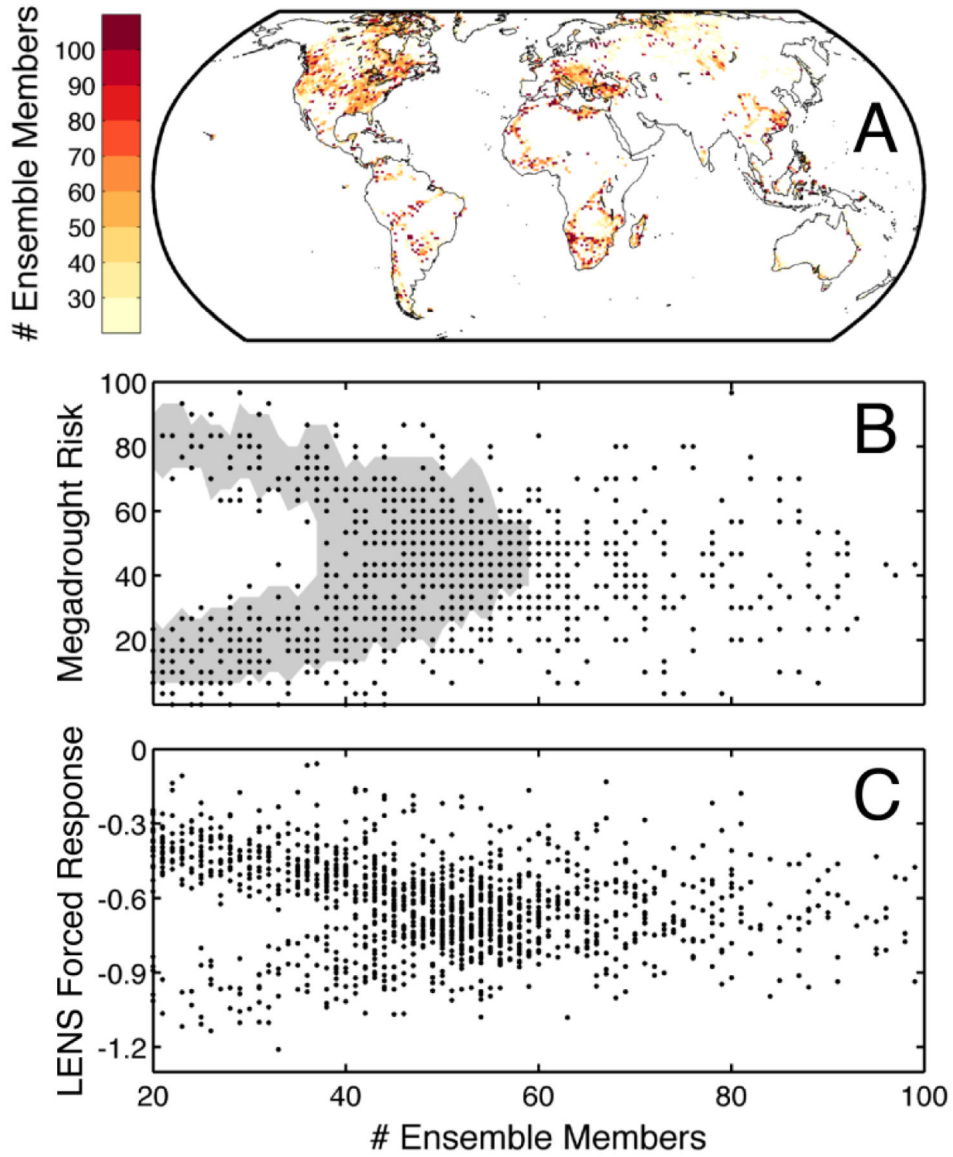 # Ensemble Members
100
90
80
70
60
50
40
30
A
Megadrought Risk
100
80
60
40
20
B
LENS Forced Response
0
-0.3
-0.6
-0.9
-1.2
C
20 40 60 80 100
# Ensemble Members